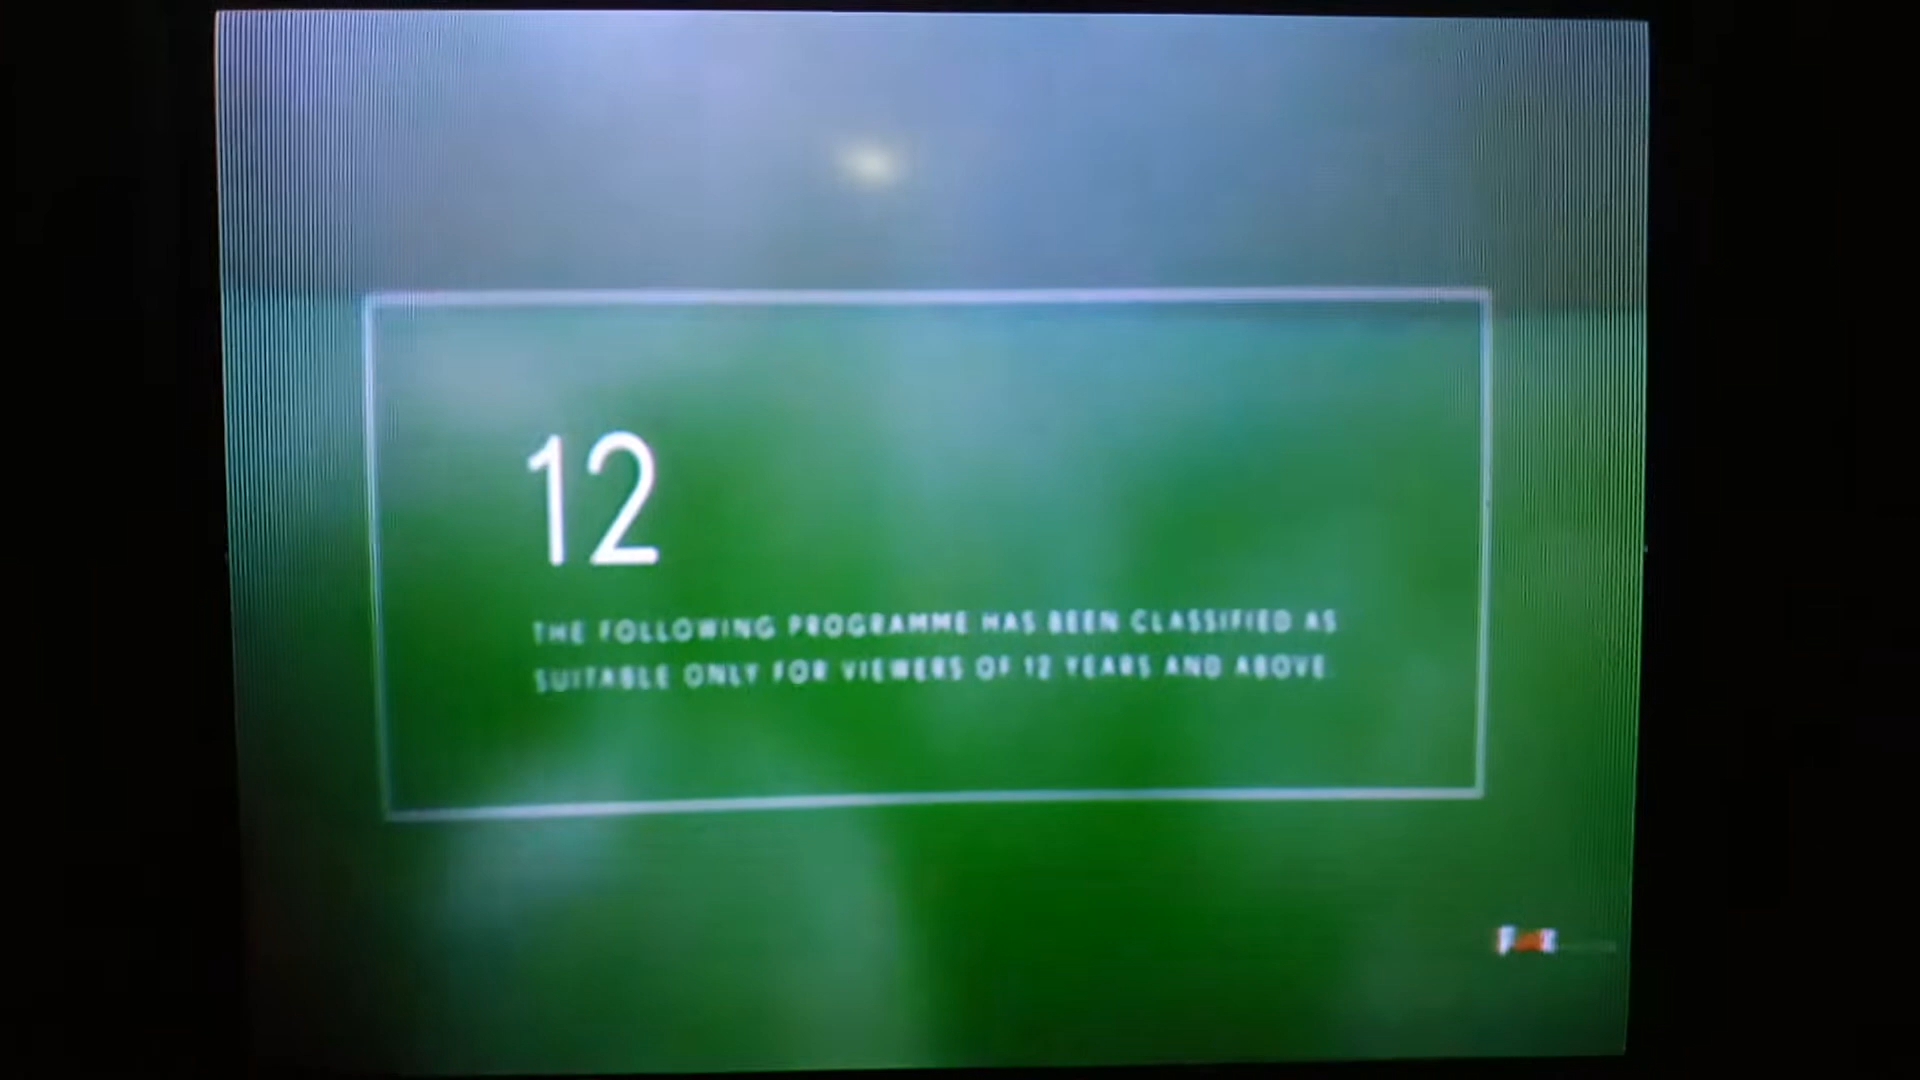 12
THE FOLLOWING PROGRAMME HAS BEEN CLASSIFIED AS
SUITABLE ONLY FOR VIEWERS OF 12 YEARS AND ABOVE.